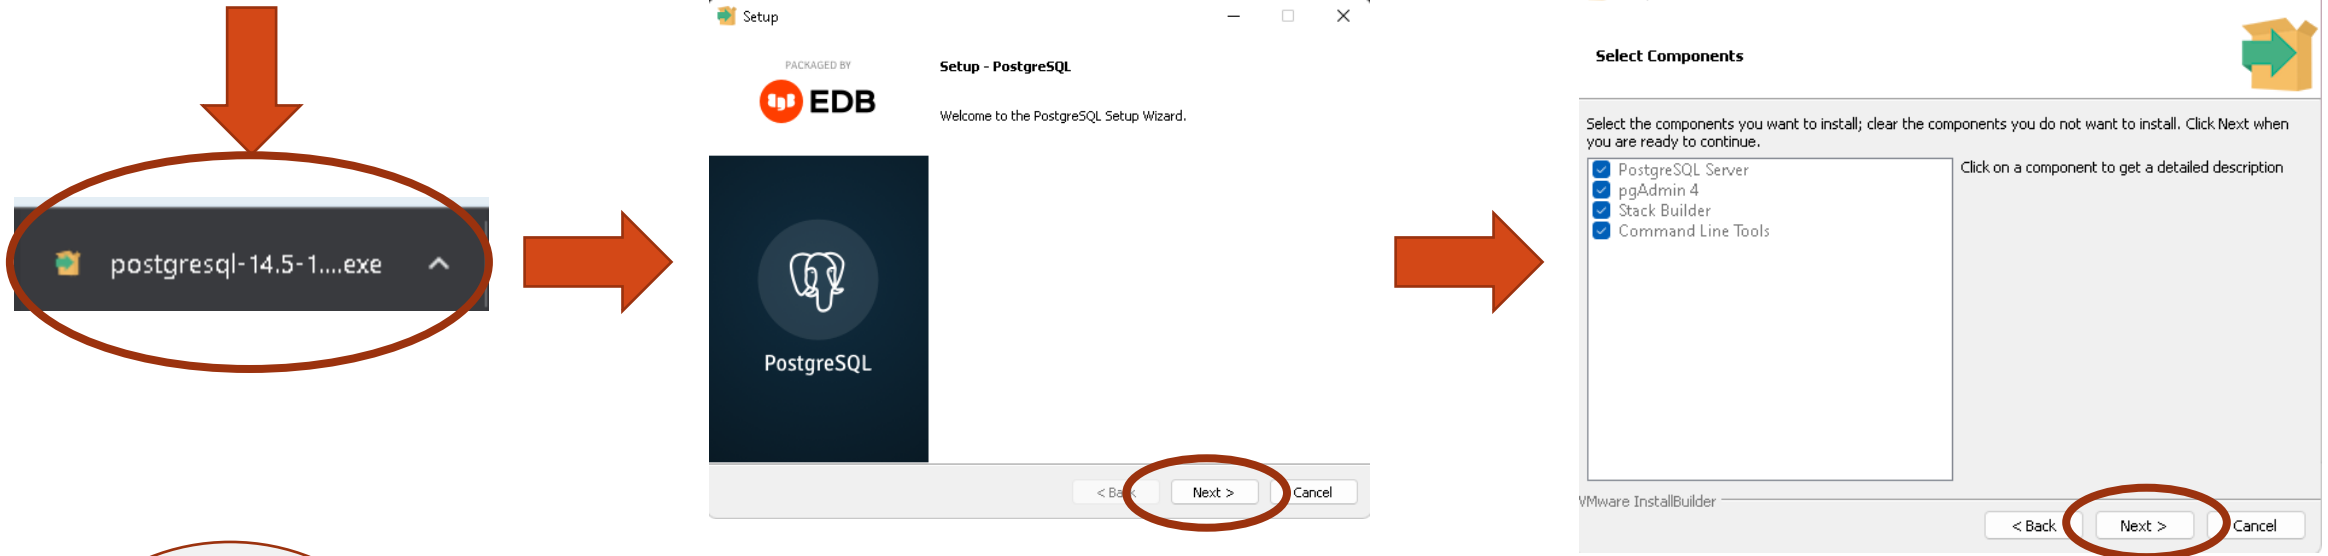 postgresql-14.5-1....exe
Setup
PACKAGED BY
EDB
Setup - PostgreSQL
Welcome to the PostgreSQL Setup Wizard.
PostgreSQL
Next >
Cancel
Select Components
Select the components you want to install; clear the components you do not want to install. Click Next when
you are ready to continue.
PostgreSQL Server
pgAdmin 4
Stack Builder
Command Line Tools
Click on a component to get a detailed description
VMware InstallBuilder
< Back
Next >
Cancel